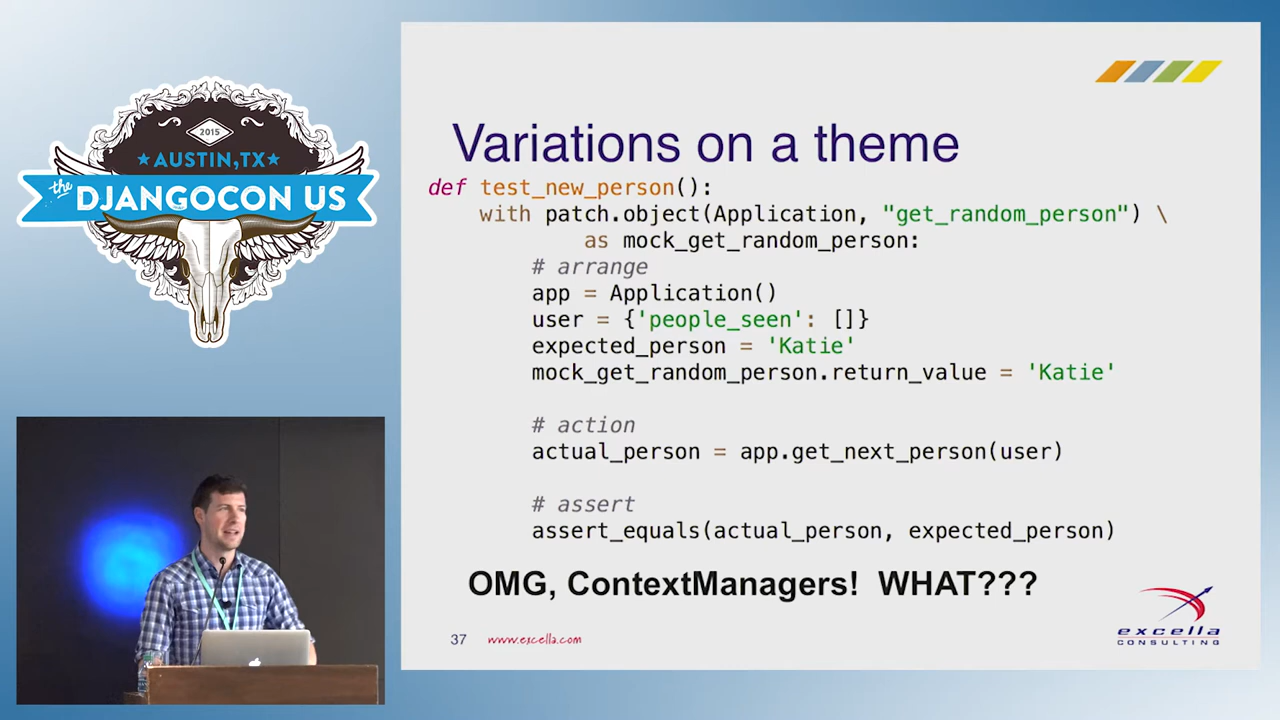 2015
★AUSTIN,TX★
the
DJANGOCON US
Variations on a theme
def test_new_person():
    with patch.object(Application, "get_random_person") \
            as mock_get_random_person:
        # arrange
        app = Application()
        user = {'people_seen': []}
        expected_person = 'Katie'
        mock_get_random_person.return_value = 'Katie'
        # action
        actual_person = app.get_next_person(user)
        # assert
        assert_equals(actual_person, expected_person)
OMG, ContextManagers!  WHAT???
37 www.excella.com
excella
CONSULTING